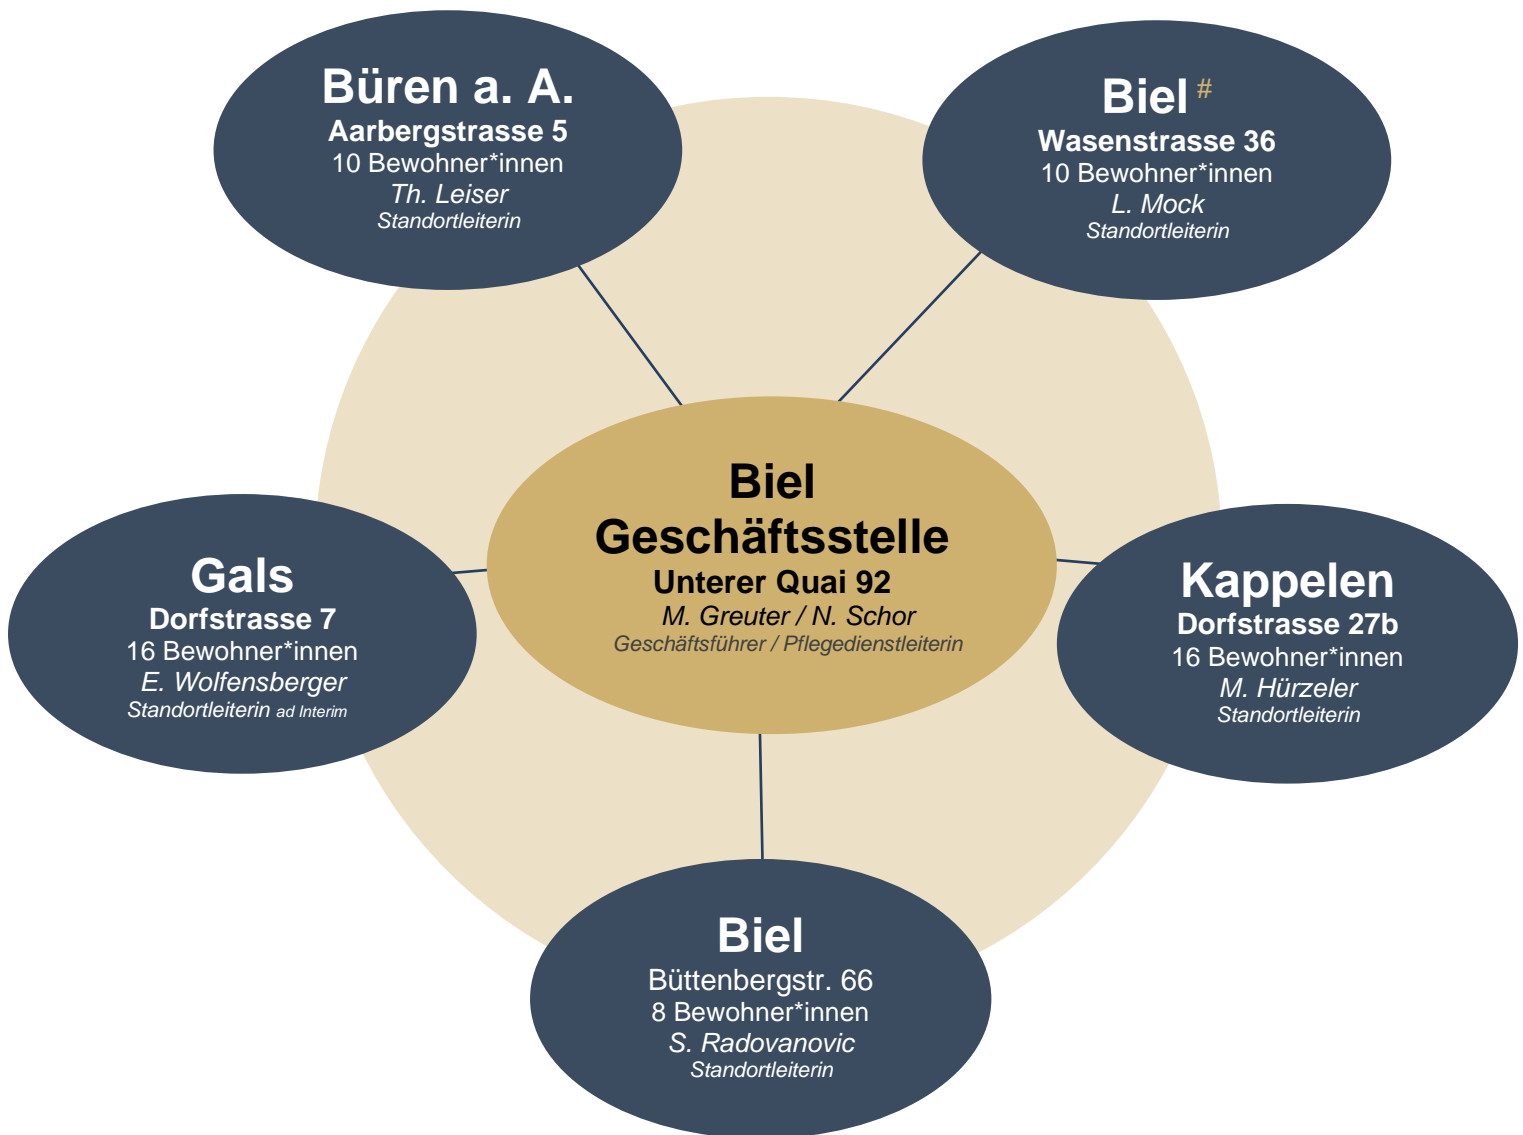 Büren a. A.
Aarbergstrasse 5
10 Bewohner*innen
Th. Leiser
Standortleiterin
Biel #
Wasenstrasse 36
10 Bewohner*innen
L. Mock
Standortleiterin
Biel
Geschäftsstelle
Unterer Quai 92
M. Greuter / N. Schor
Geschäftsführer / Pflegedienstleiterin
Gals
Dorfstrasse 7
16 Bewohner*innen
E. Wolfensberger
Standortleiterin ad Interim
Kappelen
Dorfstrasse 27b
16 Bewohner*innen
M. Hürzeler
Standortleiterin
Biel
Büttenbergstr. 66
8 Bewohner*innen
S. Radovanovic
Standortleiterin